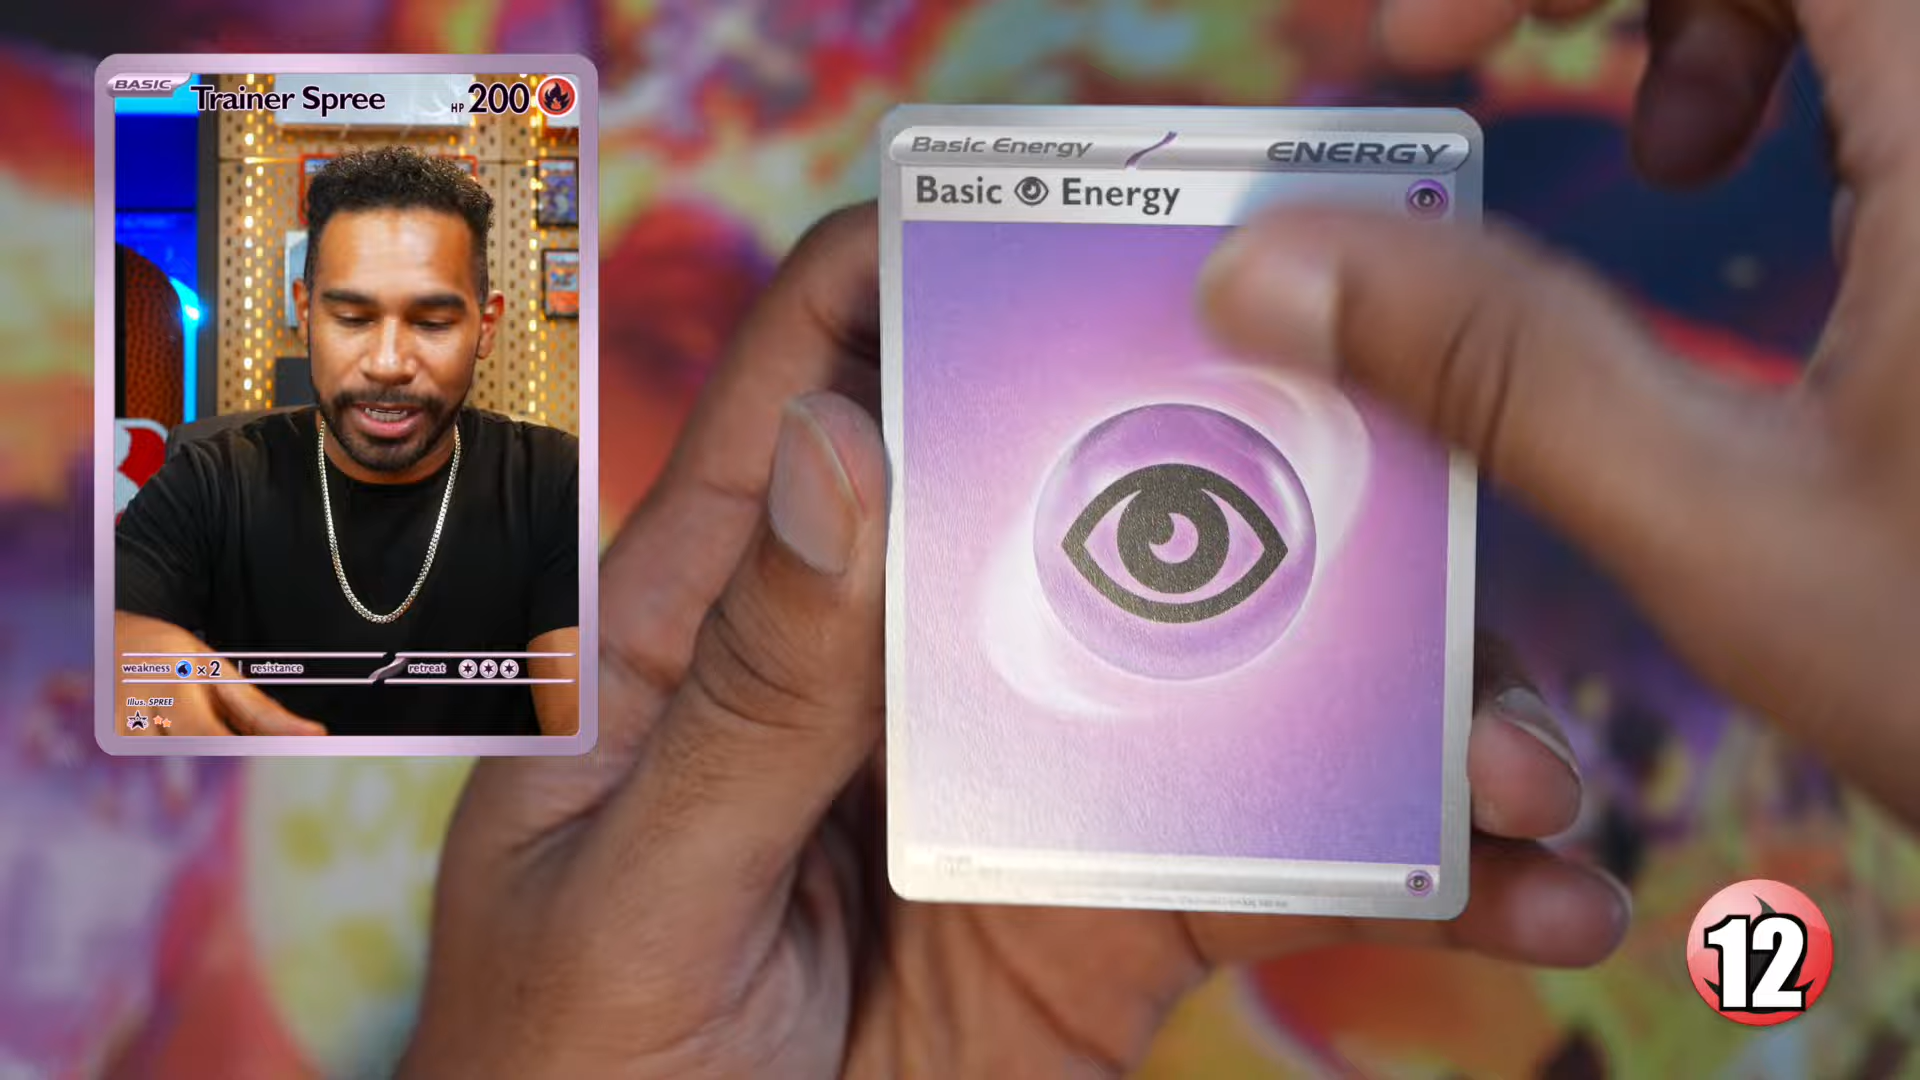 BASIC
Trainer Spree HP 200
weakness ×2 resistance retreat
Illus. SPREE
Basic Energy ENERGY
Basic Energy
12